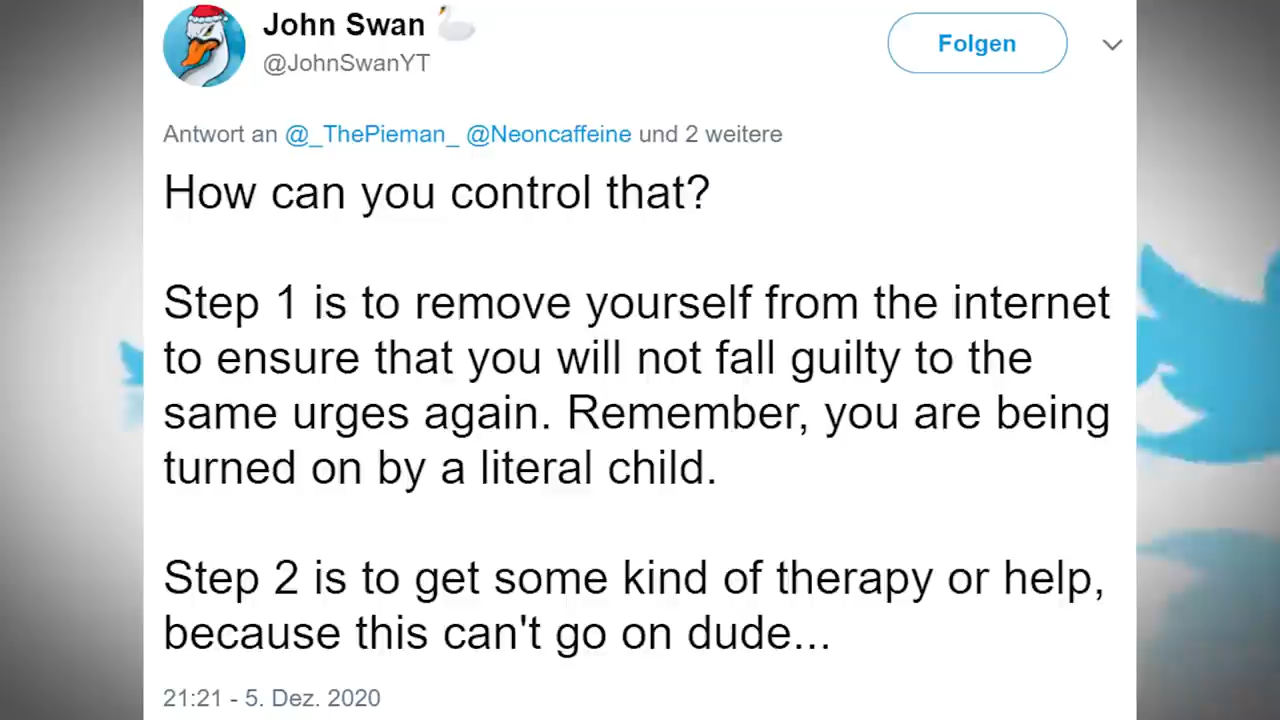 John Swan
@JohnSwanYT
Folgen
Antwort an @_ThePieman_ @Neoncaffeine und 2 weitere
How can you control that?
Step 1 is to remove yourself from the internet
to ensure that you will not fall guilty to the
same urges again. Remember, you are being
turned on by a literal child.
Step 2 is to get some kind of therapy or help,
because this can't go on dude...
21:21 - 5. Dez. 2020